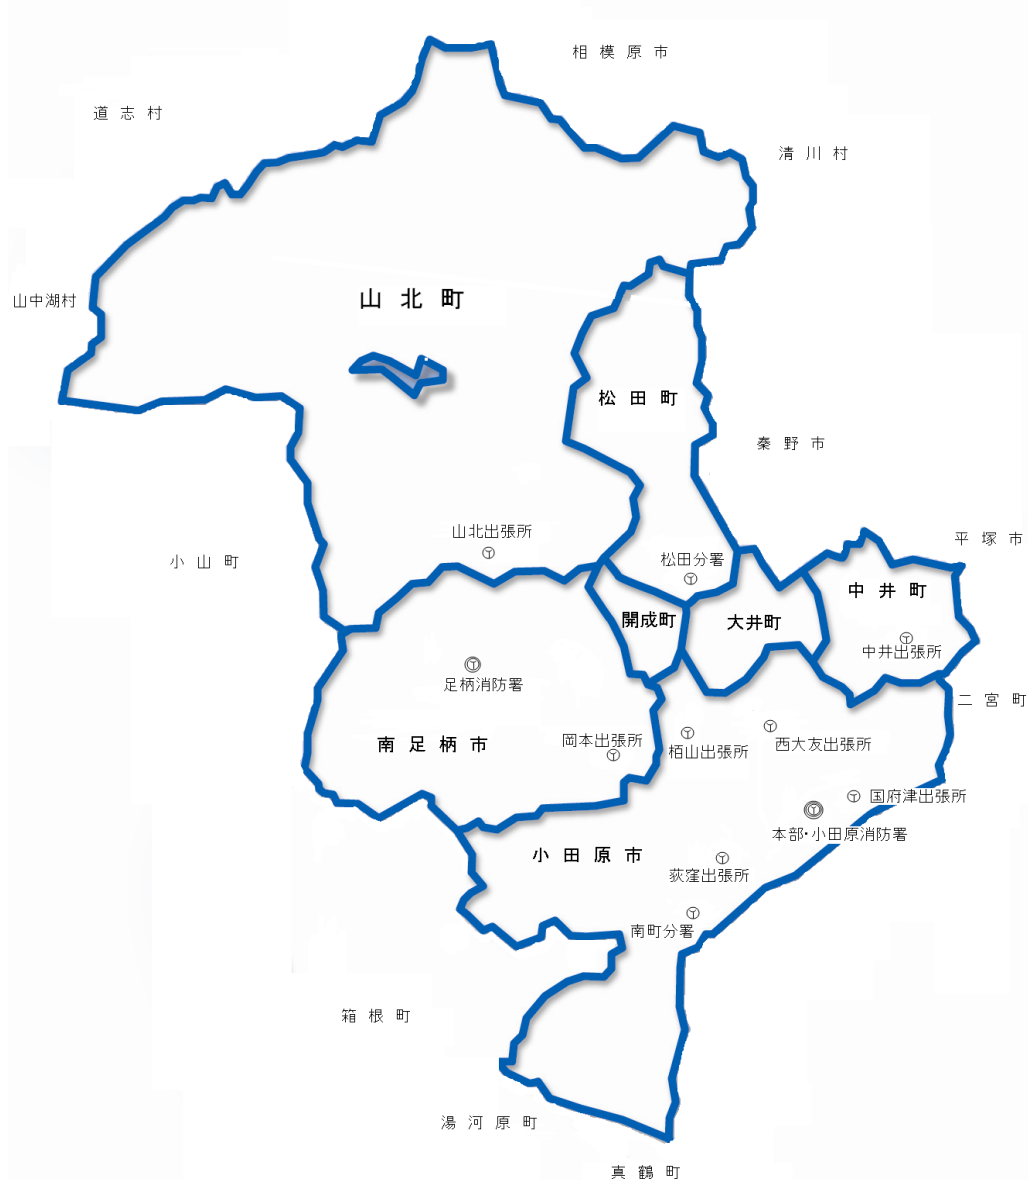 相模原市
道志村
清川村
山中湖村
山北町
松田町
秦野市
山北出張所
平塚市
小山町
松田分署
中井町
開成町
大井町
中井出張所
足柄消防署
二宮町
南足柄市
岡本出張所
栢山出張所
西大友出張所
国府津出張所
本部・小田原消防署
小田原市
荻窪出張所
南町分署
箱根町
湯河原町
真鶴町